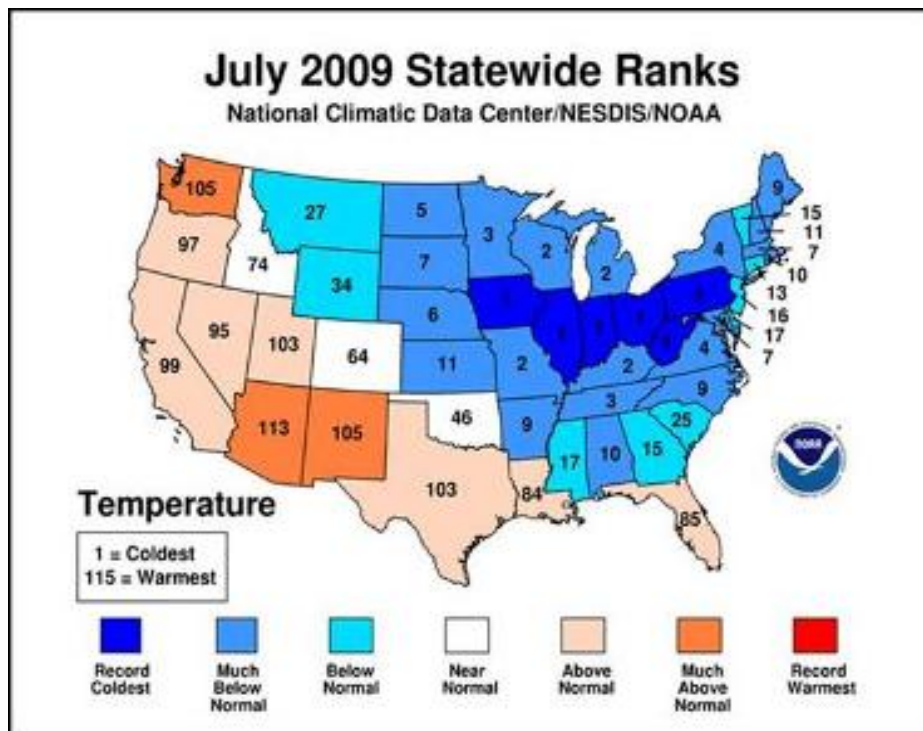 July 2009 Statewide Ranks
National Climatic Data Center/NESDIS/NOAA
105
27
5
3
9
97
74
34
7
2
2
4
15
11
7
10
13
16
17
7
6
95
103
64
11
2
2
4
99
113
105
46
9
3
9
17
10
15
25
103
84
85
NOAA
Temperature
1 = Coldest
115 = Warmest
Record
Coldest
Much
Below
Normal
Below
Normal
Near
Normal
Above
Normal
Much
Above
Normal
Record
Warmest